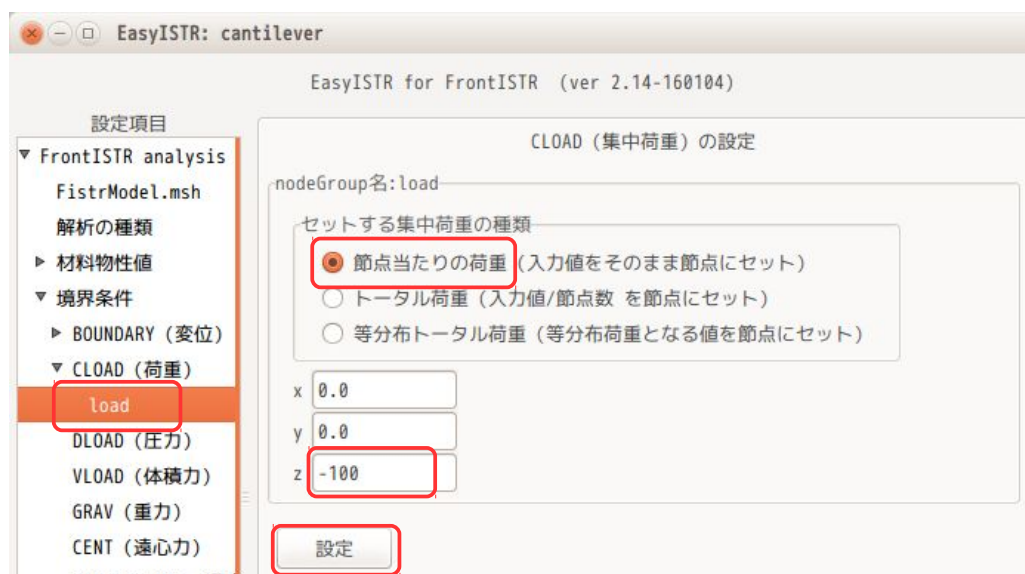 EasyISTR: cantilever
EasyISTR for FrontISTR (ver 2.14-160104)
設定項目
FrontISTR analysis
FistrModel.msh
解析の種類
材料物性値
境界条件
BOUNDARY (変位)
CLOAD (荷重)
load
DLOAD (圧力)
VLOAD (体積力)
GRAV (重力)
CENT (遠心力)
CLOAD (集中荷重) の設定
nodeGroup名:load
セットする集中荷重の種類
節点当たりの荷重 (入力値をそのまま節点にセット)
トータル荷重 (入力値/節点数 を節点にセット)
等分布トータル荷重 (等分布荷重となる値を節点にセット)
x 0.0
y 0.0
z -100
設定